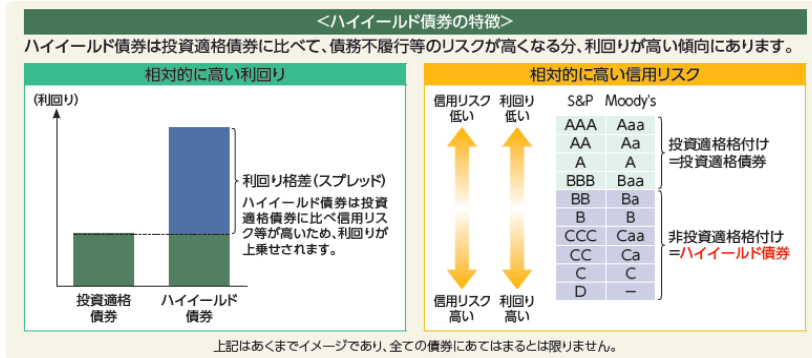 <ハイイールド債券の特徴>
ハイイールド債券は投資適格債券に比べて、債務不履行等のリスクが高くなる分、利回りが高い傾向にあります。
相対的に高い利回り
(利回り)
利回り格差(スプレッド)
ハイイールド債券は投資
適格債券に比べ信用リス
ク等が高いため、利回りが
上乗せされます。
投資適格
債券
ハイイールド
債券
相対的に高い信用リスク
信用リスク 利回り S&P Moody's
低い 低い
AAA Aaa
AA Aa
A A
BBB Baa
BB Ba
B B
CCC Caa
CC Ca
C C
D －
投資適格格付け
＝投資適格債券
非投資適格格付け
＝ハイイールド債券
信用リスク 利回り
高い 高い
上記はあくまでイメージであり、全ての債券にあてはまるとは限りません。